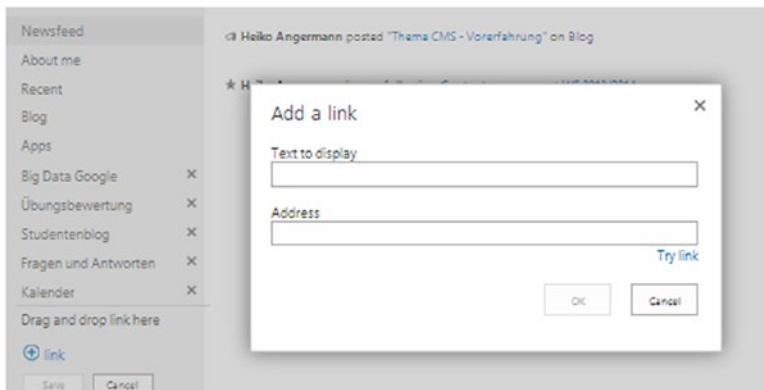 Newsfeed
About me
Recent
Blog
Apps
Big Data Google
Übungsbewertung
Studentenblog
Fragen und Antworten
Kalender
Drag and drop link here
link
Save Cancel
Heiko Angermann posted "Thema CMS - Vorerfahrung" on Blog
Add a link
Text to display
Address
Try link
OK Cancel